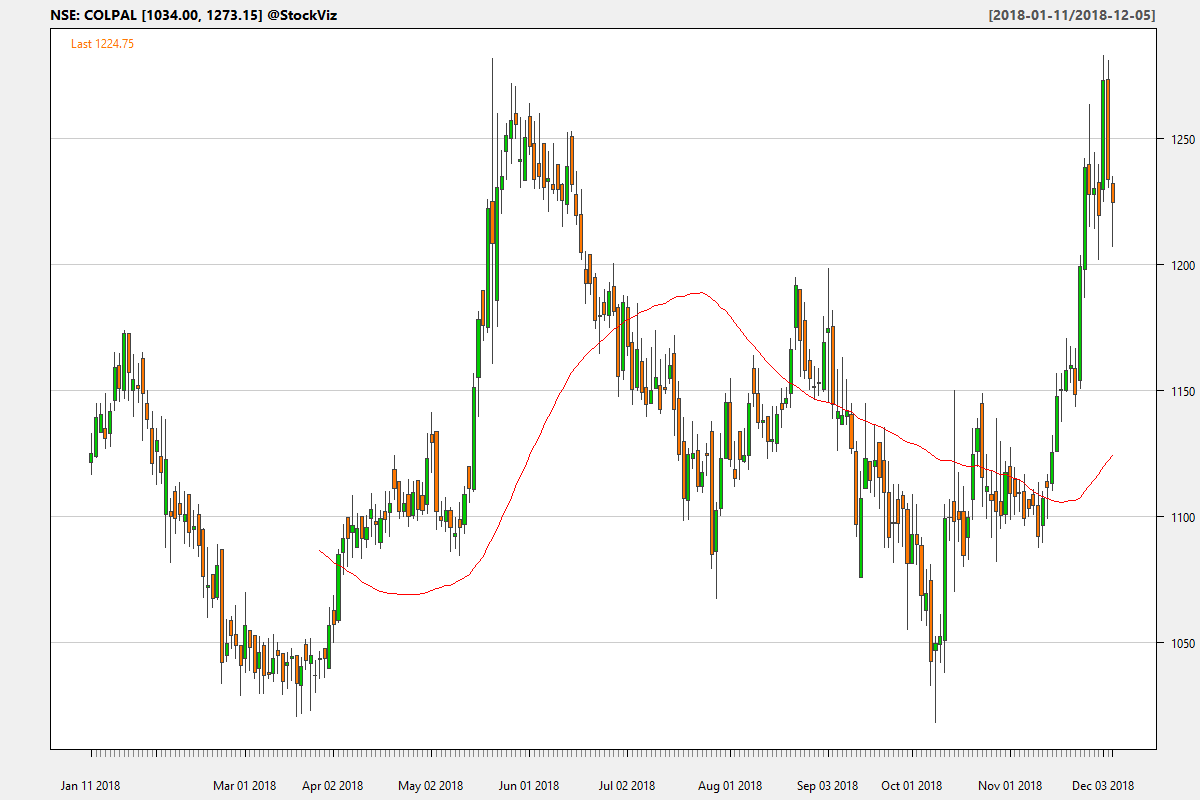 NSE: COLPAL [1034.00, 1273.15] @StockViz
[2018-01-11/2018-12-05]
Last 1224.75
1250
1200
1150
1100
1050
Jan 11 2018 Mar 01 2018 Apr 02 2018 May 02 2018 Jun 01 2018 Jul 02 2018 Aug 01 2018 Sep 03 2018 Oct 01 2018 Nov 01 2018 Dec 03 2018